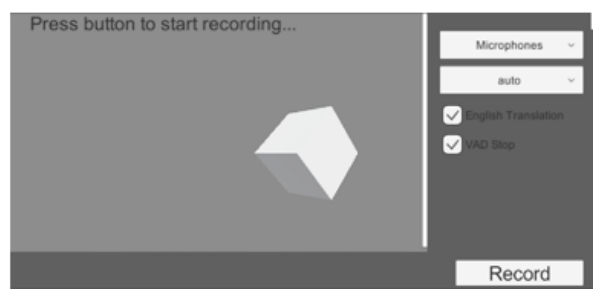 Press button to start recording...
Microphones
auto
English Translation
VAD Stop
Record